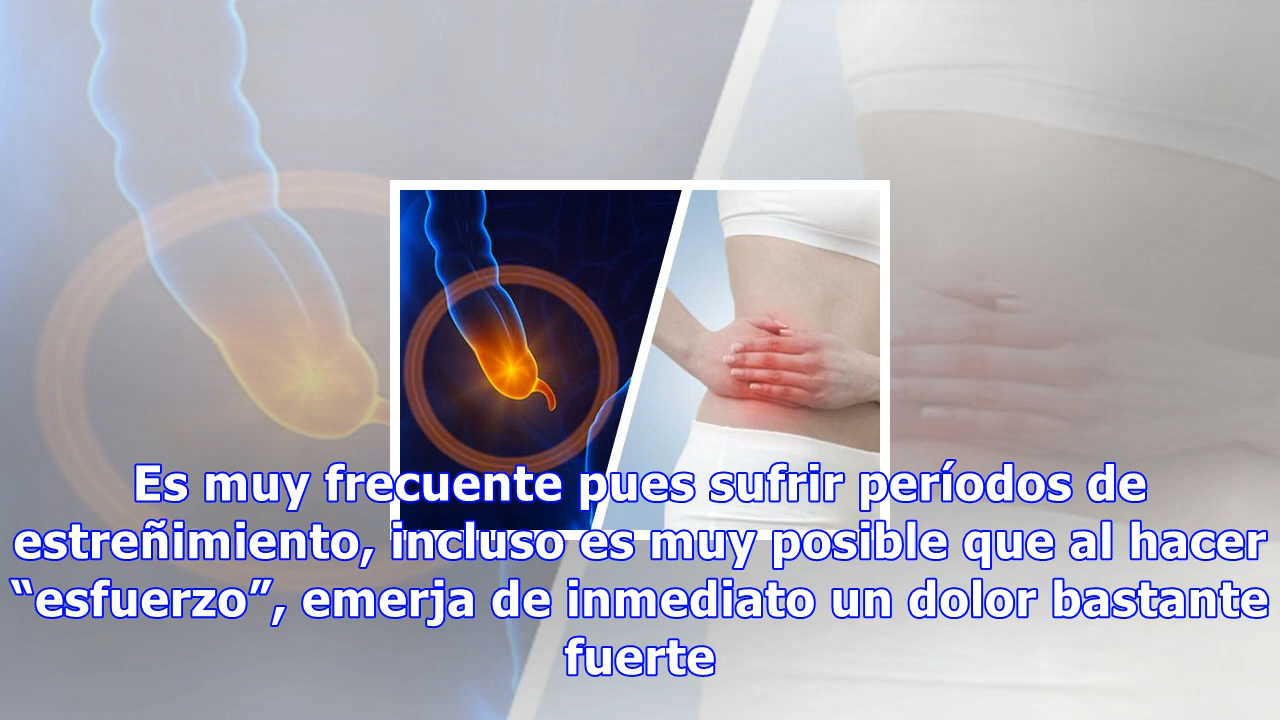 Es muy frecuente pues sufrir períodos de
estreñimiento, incluso es muy posible que al hacer
“esfuerzo”, emerja de inmediato un dolor bastante
fuerte